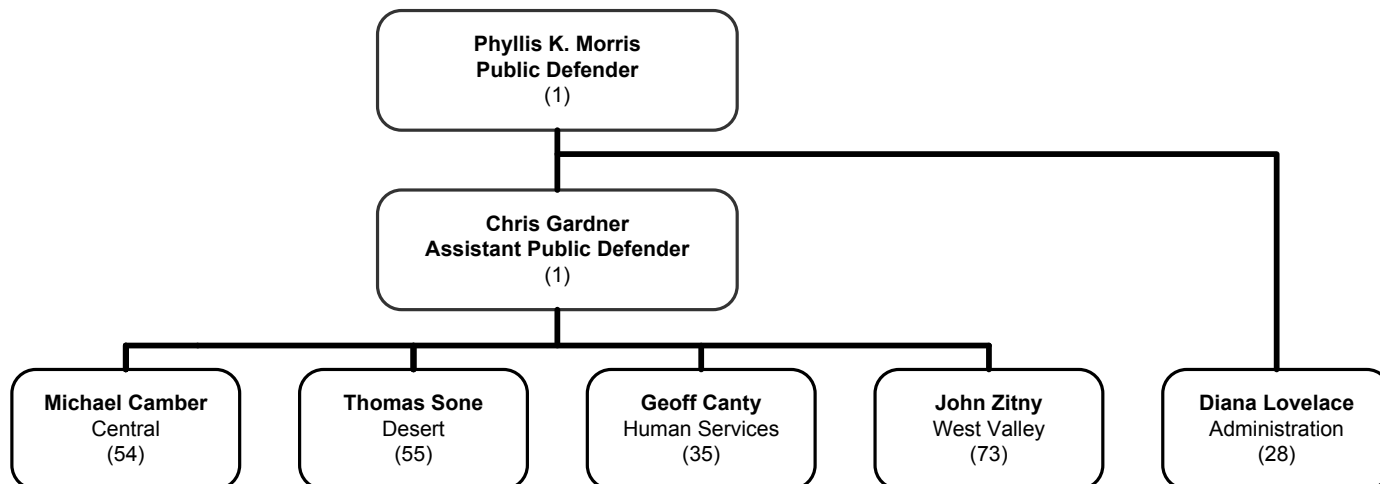 Phyllis K. Morris
Public Defender
(1)
Chris Gardner
Assistant Public Defender
(1)
Michael Camber
Central
(54)
Thomas Sone
Desert
(55)
Geoff Canty
Human Services
(35)
John Zitny
West Valley
(73)
Diana Lovelace
Administration
(28)